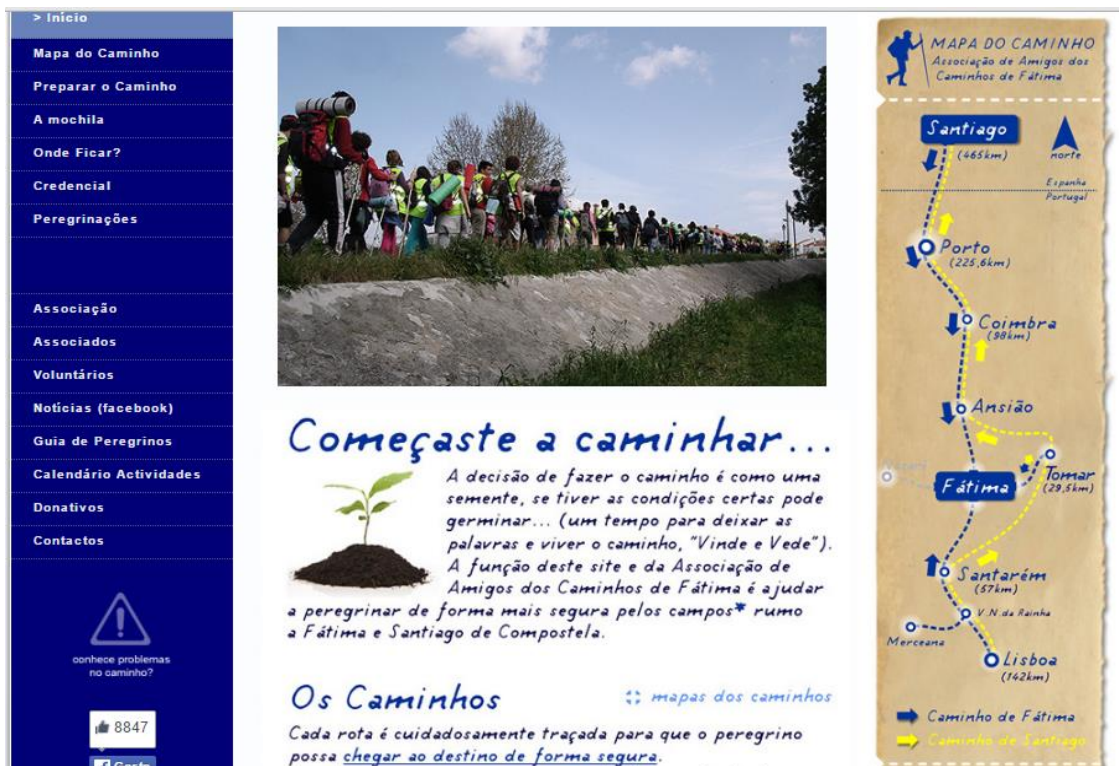 > Início
Mapa do Caminho
Preparar o Caminho
A mochila
Onde Ficar?
Credencial
Peregrinações
Associação
Associados
Voluntários
Notícias (facebook)
Guia de Peregrinos
Calendário Actividades
Donativos
Contactos
conhece problemas
no caminho?
8847
Gosto
Começaste a caminhar...
A decisão de fazer o caminho é como uma
semente, se tiver as condições certas pode
germinar... (um tempo para deixar as
palavras e viver o caminho, "Vinde e Vede").
A função deste site e da Associação de
Amigos dos Caminhos de Fátima é ajudar
a peregrinar de forma mais segura pelos campos* rumo
a Fátima e Santiago de Compostela.
Os Caminhos
mapas dos caminhos
Cada rota é cuidadosamente traçada para que o peregrino
possa chegar ao destino de forma segura.
MAPA DO CAMINHO
Associação de Amigos dos
Caminhos de Fátima
Santiago
(465km)
norte
Espanha
Portugal
Porto
(225,6km)
Coimbra
(98km)
Ansião
Nazaré
Fátima
Tomar
(29,5km)
Santarém
(57km)
V.N.da Rainha
Merceana
Lisboa
(142km)
Caminho de Fátima
Caminho de Santiago